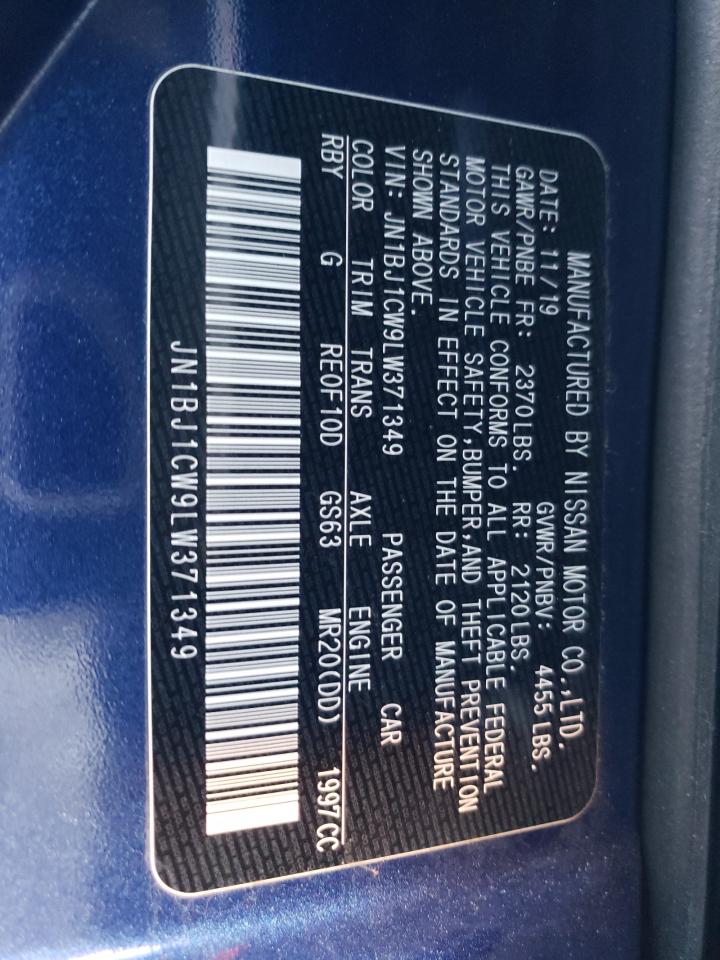 MANUFACTURED BY NISSAN MOTOR CO.,LTD.
DATE: 11/19 GVWR/PNBV: 4455LBS.
GAWR/PNBE FR: 2370LBS. RR: 2120LBS.
THIS VEHICLE CONFORMS TO ALL APPLICABLE FEDERAL
MOTOR VEHICLE SAFETY,BUMPER,AND THEFT PREVENTION
STANDARDS IN EFFECT ON THE DATE OF MANUFACTURE
SHOWN ABOVE.
VIN: JN1BJ1CW9LW371349 PASSENGER CAR
COLOR TRIM TRANS AXLE ENGINE
RBY G RE0F10D GS63 MR20(DD) 1997CC
JN1BJ1CW9LW371349